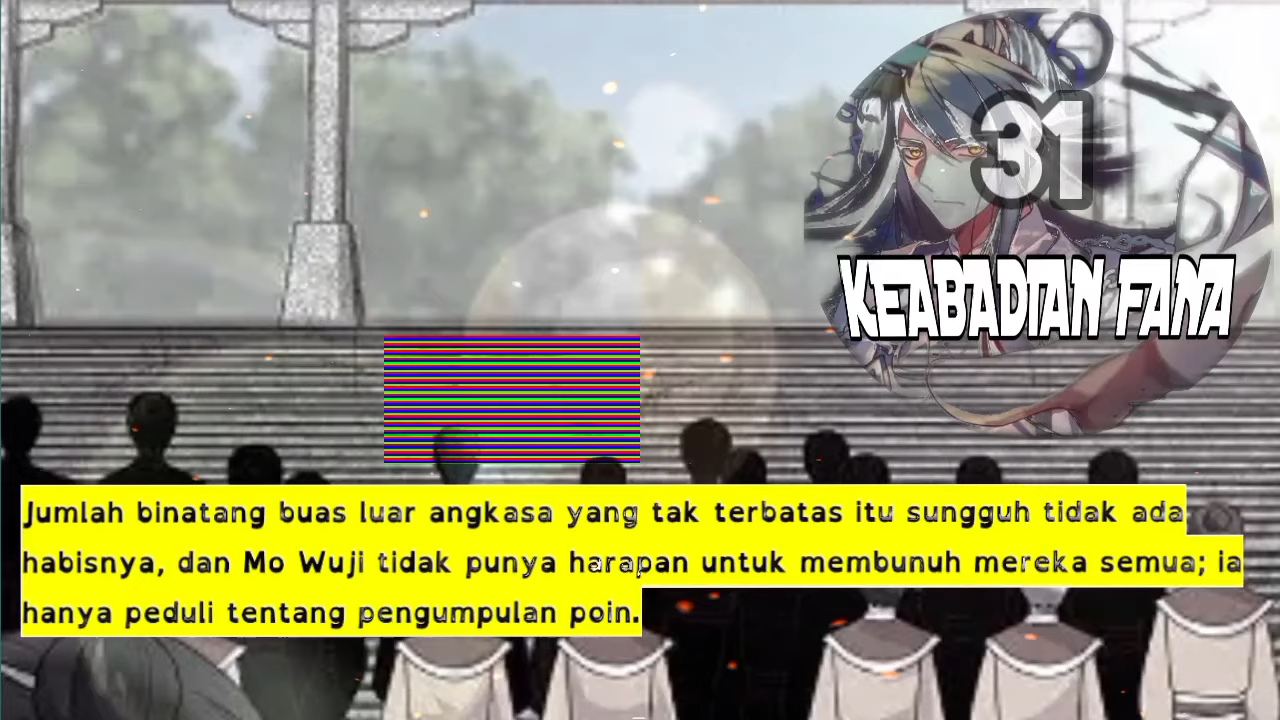 31
KEABADIAN FANA
Jumlah binatang buas luar angkasa yang tak terbatas itu sungguh tidak ada
habisnya, dan Mo Wuji tidak punya harapan untuk membunuh mereka semua; ia
hanya peduli tentang pengumpulan poin.